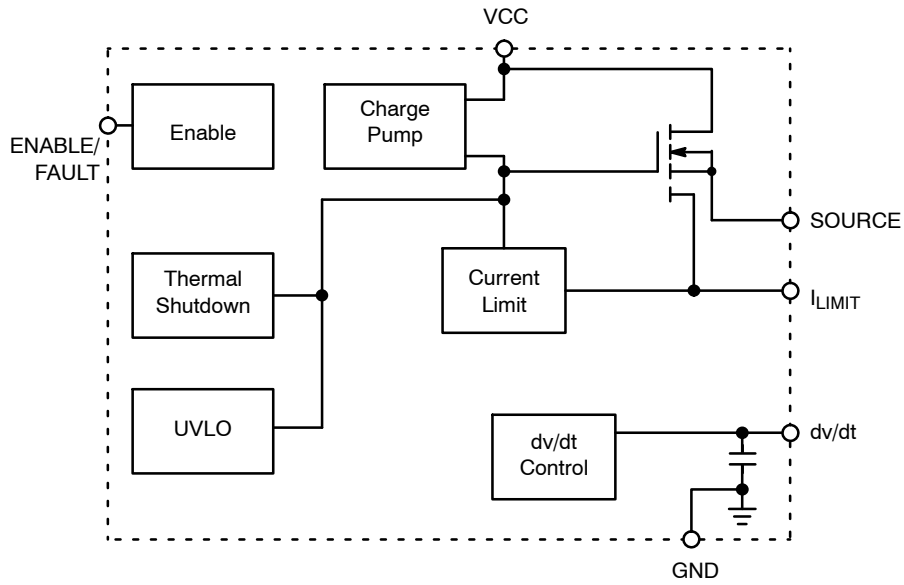 VCC
Charge
Pump
Enable
ENABLE/
FAULT
SOURCE
Thermal
Shutdown
Current
Limit
ILIMIT
UVLO
dv/dt
Control
dv/dt
GND